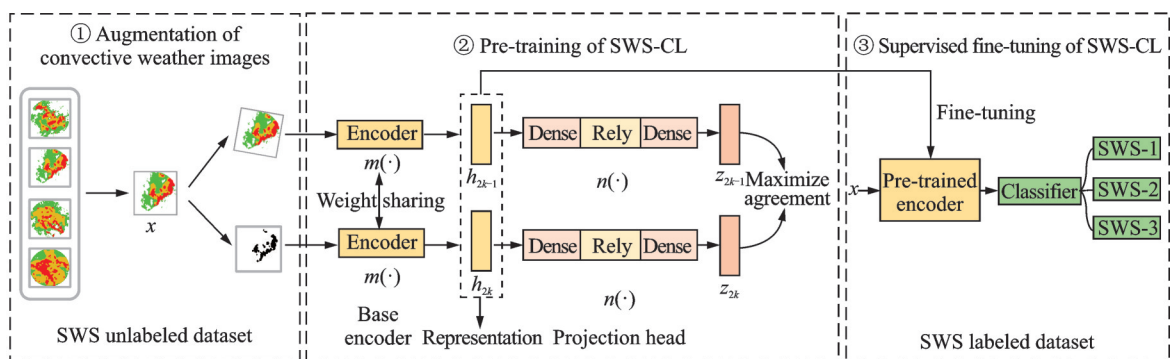 ① Augmentation of
convective weather images
x
SWS unlabeled dataset
② Pre-training of SWS-CL
Encoder
m(·)
Weight sharing
Encoder
m(·)
Base
encoder
h2k−1
h2k
Representation
Dense Rely Dense
n(·)
Dense Rely Dense
n(·)
Projection head
z2k−1
z2k
Maximize
agreement
③ Supervised fine-tuning of SWS-CL
Fine-tuning
x
Pre-trained
encoder
Classifier
SWS-1
SWS-2
SWS-3
SWS labeled dataset